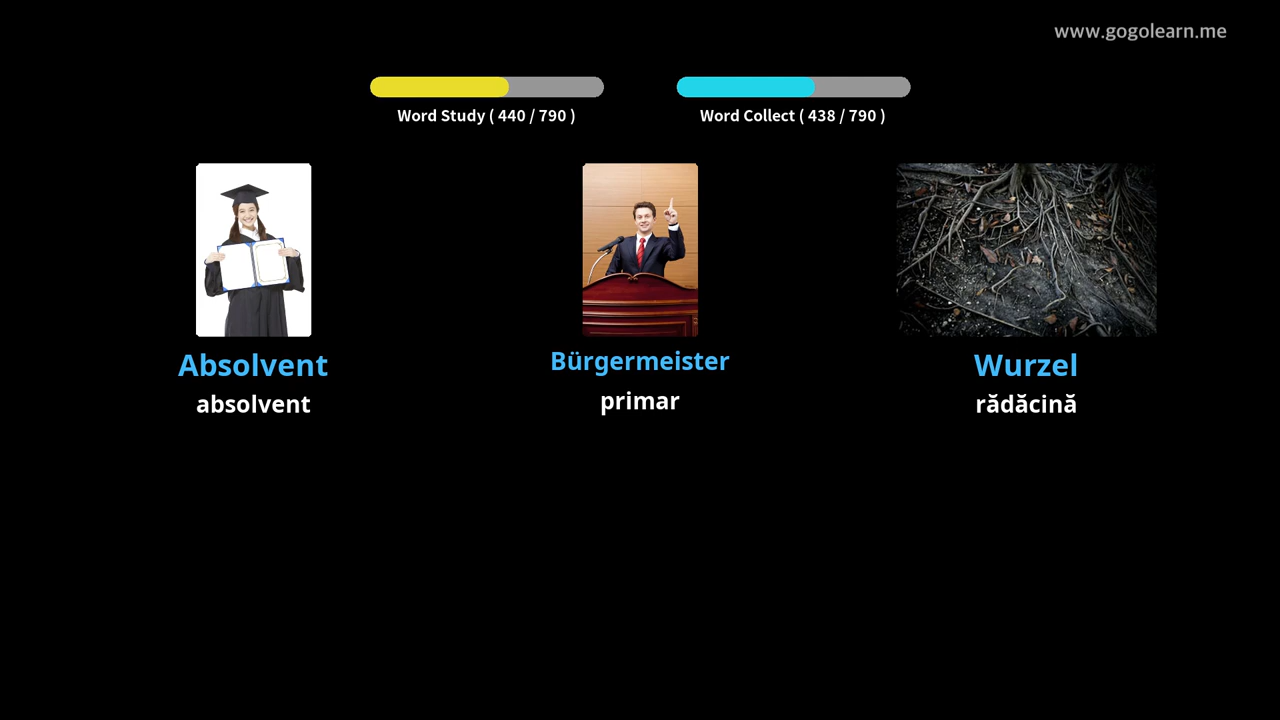 www.gogolearn.me
Word Study ( 440 / 790 )
Word Collect ( 438 / 790 )
Absolvent
absolvent
Bürgermeister
primar
Wurzel
rădăcină